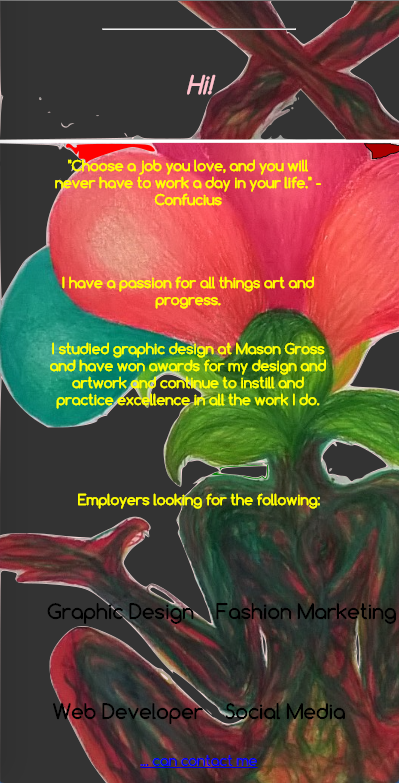 Hi!
"Choose a job you love, and you will
never have to work a day in your life." -
Confucius
I have a passion for all things art and
progress.
I studied graphic design at Mason Gross
and have won awards for my design and
artwork and continue to instill and
practice excellence in all the work I do.
Employers looking for the following:
Graphic Design Fashion Marketing
Web Developer Social Media
... can contact me